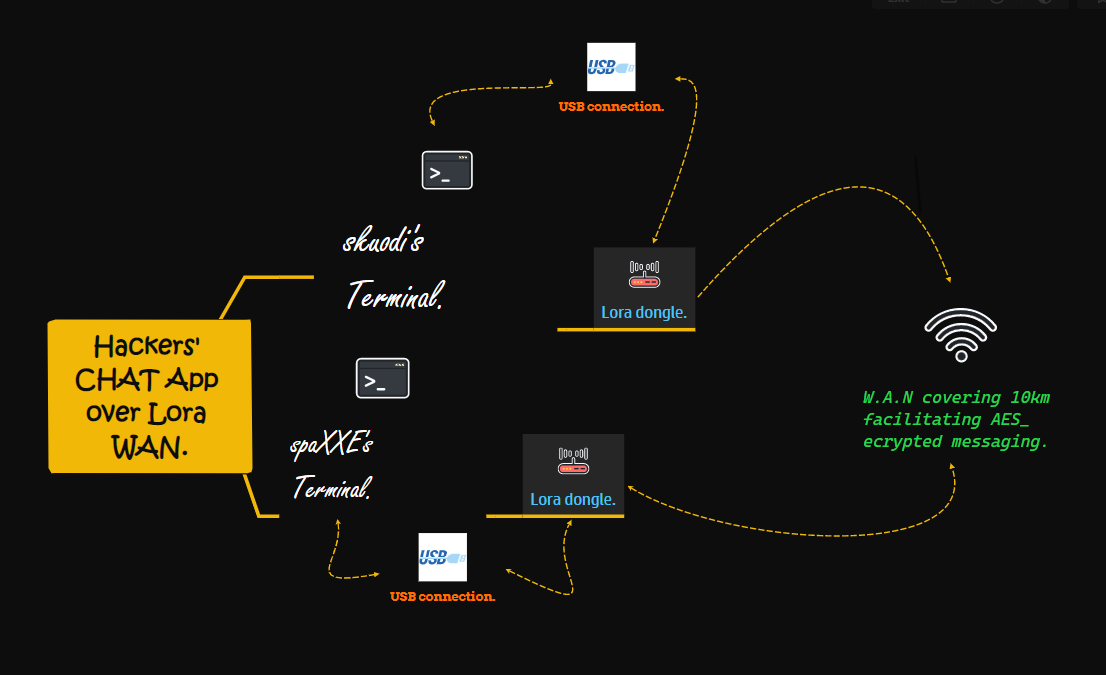 USB
USB connection.
>_
skuodi's
Terminal.
Lora dongle.
Hackers'
CHAT App
over Lora
WAN.
>_
spaXXE's
Terminal.
Lora dongle.
W.A.N covering 10km
facilitating AES_
ecrypted messaging.
USB
USB connection.